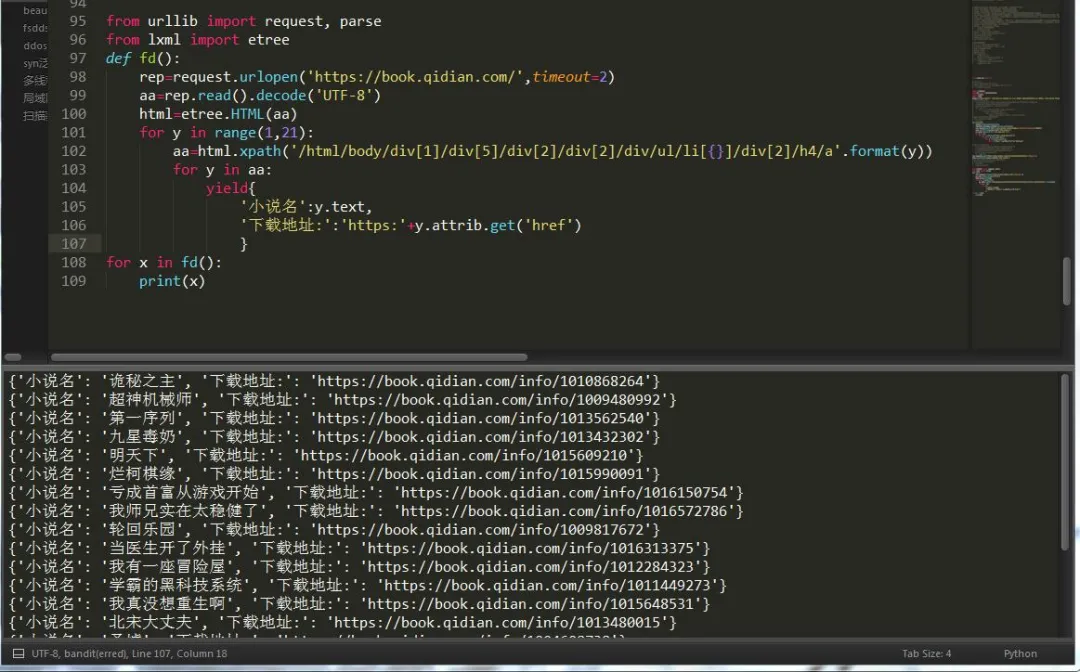 beau
fsdds
ddos
syn泛
多线
局域
扫描
94
95 from urllib import request, parse
96 from lxml import etree
97 def fd():
98 rep=request.urlopen('https://book.qidian.com/',timeout=2)
99 aa=rep.read().decode('UTF-8')
100 html=etree.HTML(aa)
101 for y in range(1,21):
102 aa=html.xpath('/html/body/div[1]/div[5]/div[2]/div[2]/div/ul/li[{}]/div[2]/h4/a'.format(y))
103 for y in aa:
104 yield{
105 '小说名':y.text,
106 '下载地址:':'https:'+y.attrib.get('href')
107 }
108 for x in fd():
109 print(x)
{'小说名': '诡秘之主', '下载地址:': 'https://book.qidian.com/info/1010868264'}
{'小说名': '超神机械师', '下载地址:': 'https://book.qidian.com/info/1009480992'}
{'小说名': '第一序列', '下载地址:': 'https://book.qidian.com/info/1013562540'}
{'小说名': '九星毒奶', '下载地址:': 'https://book.qidian.com/info/1013432302'}
{'小说名': '明天下', '下载地址:': 'https://book.qidian.com/info/1015609210'}
{'小说名': '烂柯棋缘', '下载地址:': 'https://book.qidian.com/info/1015990091'}
{'小说名': '亏成首富从游戏开始', '下载地址:': 'https://book.qidian.com/info/1016150754'}
{'小说名': '我师兄实在太稳健了', '下载地址:': 'https://book.qidian.com/info/1016572786'}
{'小说名': '轮回乐园', '下载地址:': 'https://book.qidian.com/info/1009817672'}
{'小说名': '当医生开了外挂', '下载地址:': 'https://book.qidian.com/info/1016313375'}
{'小说名': '我有一座冒险屋', '下载地址:': 'https://book.qidian.com/info/1012284323'}
{'小说名': '学霸的黑科技系统', '下载地址:': 'https://book.qidian.com/info/1011449273'}
{'小说名': '我真没想重生啊', '下载地址:': 'https://book.qidian.com/info/1015648531'}
{'小说名': '北宋大丈夫', '下载地址:': 'https://book.qidian.com/info/1013480015'}
UTF-8, bandit(erred), Line 107, Column 18
Tab Size: 4
Python